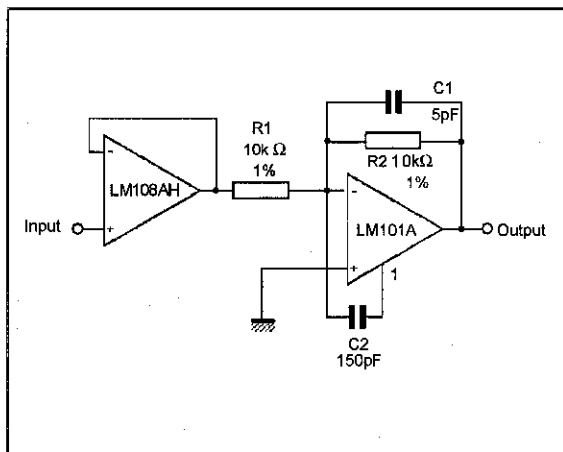 C1
5pF
R1
10k Ω
1%
R2 10kΩ
1%
-
LM108AH
+
-
LM101A
+
1
Input
Output
C2
150pF